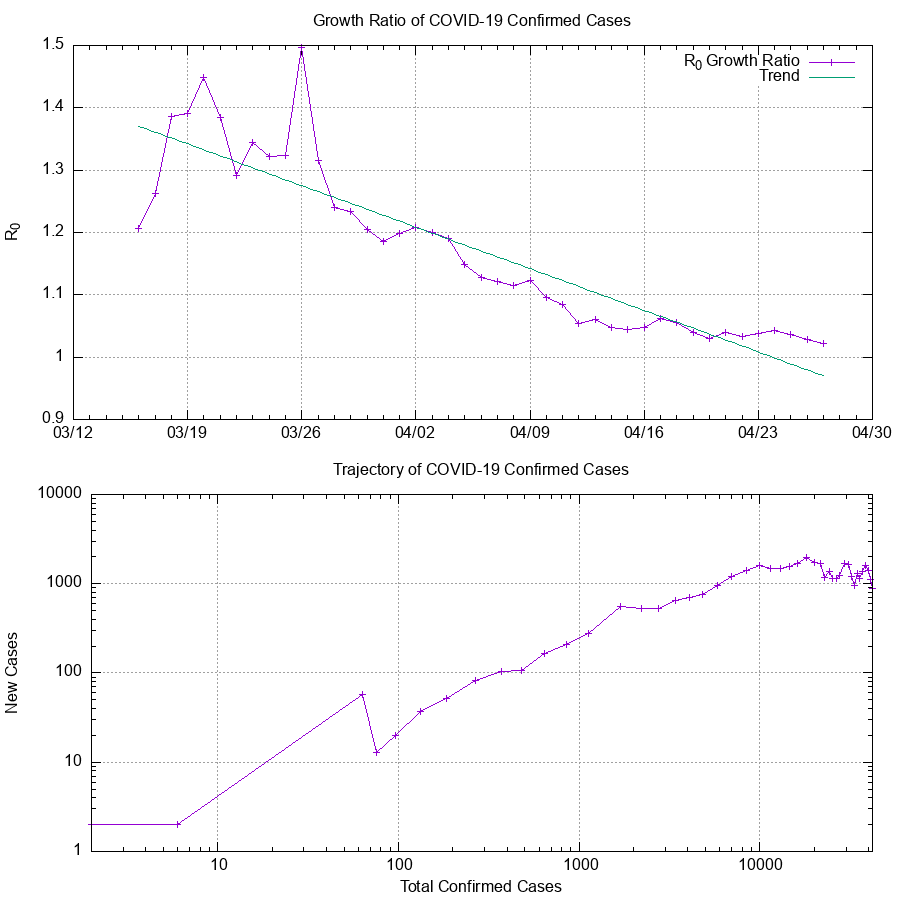 Growth Ratio of COVID-19 Confirmed Cases
R0 Growth Ratio
Trend
1.5
1.4
1.3
1.2
1.1
1
0.9
R0
03/12 03/19 03/26 04/02 04/09 04/16 04/23 04/30
Trajectory of COVID-19 Confirmed Cases
10000
1000
100
10
1
New Cases
10 100 1000 10000
Total Confirmed Cases